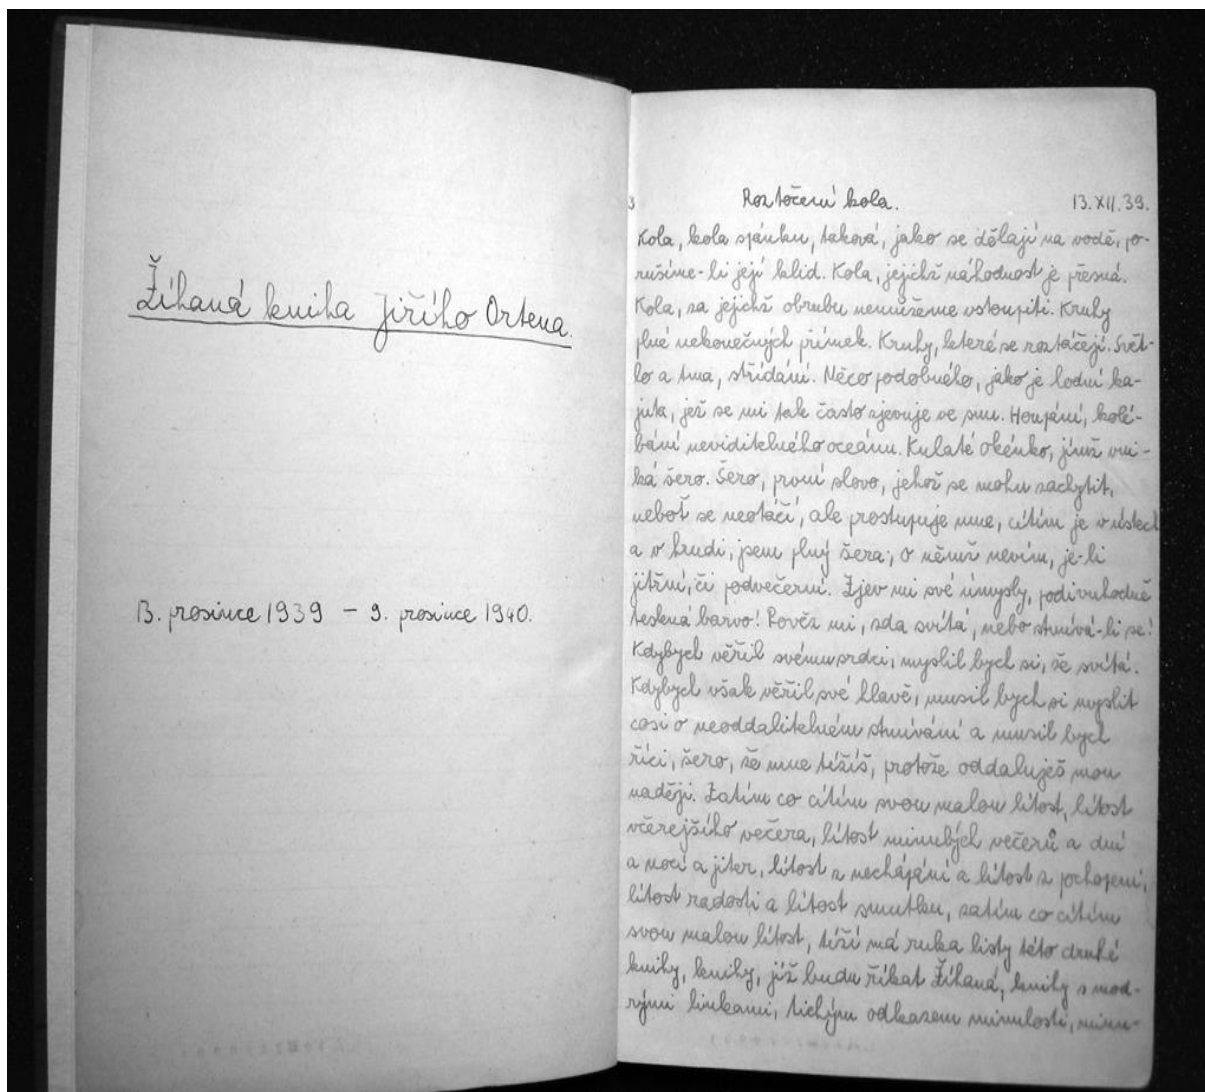 Žíhaná kniha Jiřího Ortena.
13. prosince 1939 – 9. prosince 1940.
3 Roztočení kola. 13.XII.39.
Kola, kola spánku, taková, jako se dělají na vodě, po-
rušíme-li její klid. Kola, jejichž náhodnost je přesná.
Kola, za jejichž obrubu nemůžeme vstoupiti. Kruhy
plné nekonečných přímek. Kruhy, které se roztáčejí. Svět-
lo a tma, střídání. Něco podobného, jako je lodní ka-
juta, jež se mi tak často zjevuje ve snu. Houpání, kolé-
bání neviditelného oceánu. Kulaté okénko, jímž vni-
ká šero. Šero, první slovo, jehož se mohu zachytit,
neboť se neotáčí, ale prostupuje mne, cítím je v ústech
a v hrudi, jsem plný šera, o němž nevím, je-li
jitřní, či podvečerní. Zjev mi své úmysly, podivuhodně
teskná barvo! Pověz mi, zda svítá, nebo stmívá-li se!
Kdybych věřil svému srdci, myslil bych si, že svítá.
Kdybych však věřil své hlavě, musil bych si myslit
cosi o neoddalitelném stmívání a musil bych
říci, šero, že mne tížíš, protože oddaluješ mou
naději. Zatím co cítím svou malou lítost, lítost
včerejšího večera, lítost minulých večerů a dní
a nocí a jiter, lítost z nechápání a lítost z pochopení,
lítost radosti a lítost smutku, zatím co cítím
svou malou lítost, tíží má ruka listy této druhé
knihy, knihy, jíž budu říkat Žíhaná, knihy s mod-
rými linkami, tichým odkazem minulosti, minu-